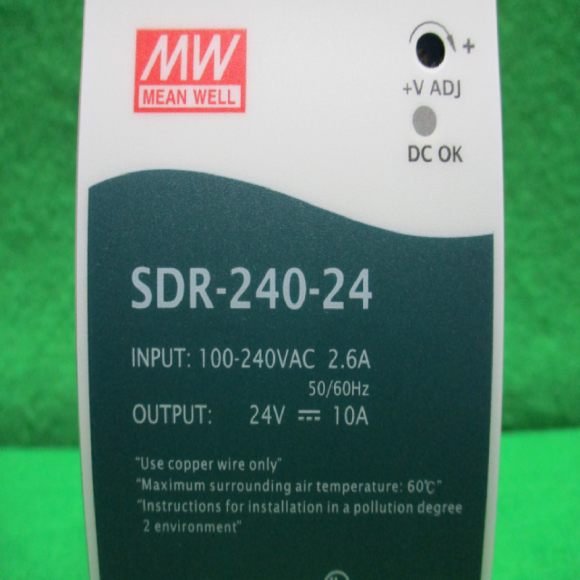 MW
MEAN WELL
+
+V ADJ
DC OK
SDR-240-24
INPUT: 100-240VAC 2.6A
50/60Hz
OUTPUT: 24V ⎓ 10A
"Use copper wire only"
"Maximum surrounding air temperature: 60℃"
"Instructions for installation in a pollution degree
2 environment"